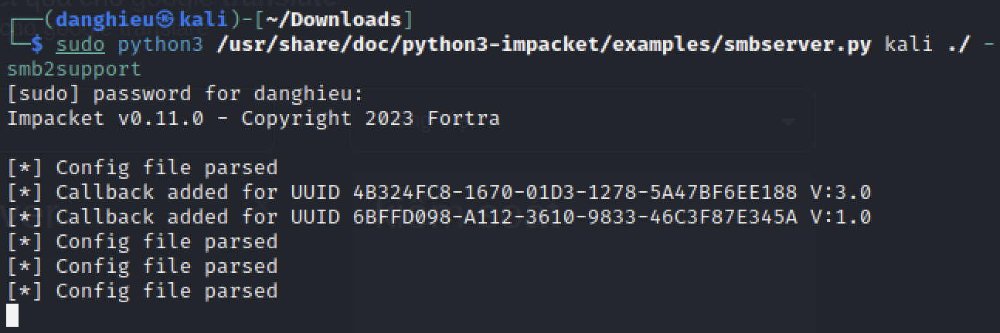 ┌──(danghieu㉿kali)-[~/Downloads]
└─$ sudo python3 /usr/share/doc/python3-impacket/examples/smbserver.py kali ./ -
smb2support
[sudo] password for danghieu:
Impacket v0.11.0 - Copyright 2023 Fortra
[*] Config file parsed
[*] Callback added for UUID 4B324FC8-1670-01D3-1278-5A47BF6EE188 V:3.0
[*] Callback added for UUID 6BFFD098-A112-3610-9833-46C3F87E345A V:1.0
[*] Config file parsed
[*] Config file parsed
[*] Config file parsed